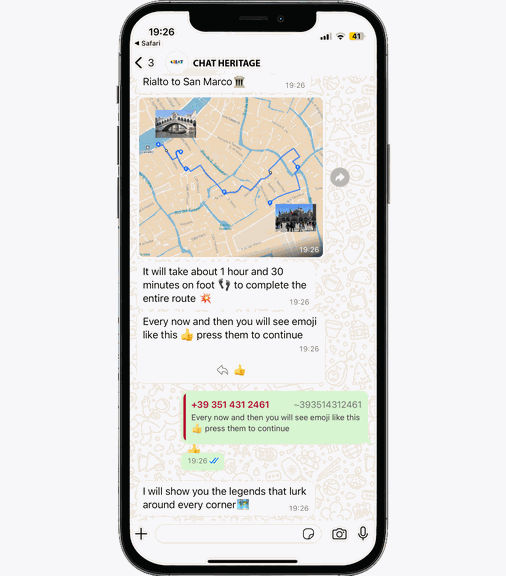 19:26
41
Safari
3
CHAT
CHAT HERITAGE
Rialto to San Marco
19:26
19:26
It will take about 1 hour and 30
minutes on foot 👣 to complete the
entire route 💥
19:26
Every now and then you will see emoji
like this 👍 press them to continue
19:26
👍
+39 351 431 2461 ~393514312461
Every now and then you will see emoji like this
👍 press them to continue
👍
19:26
I will show you the legends that lurk
around every corner
19:26